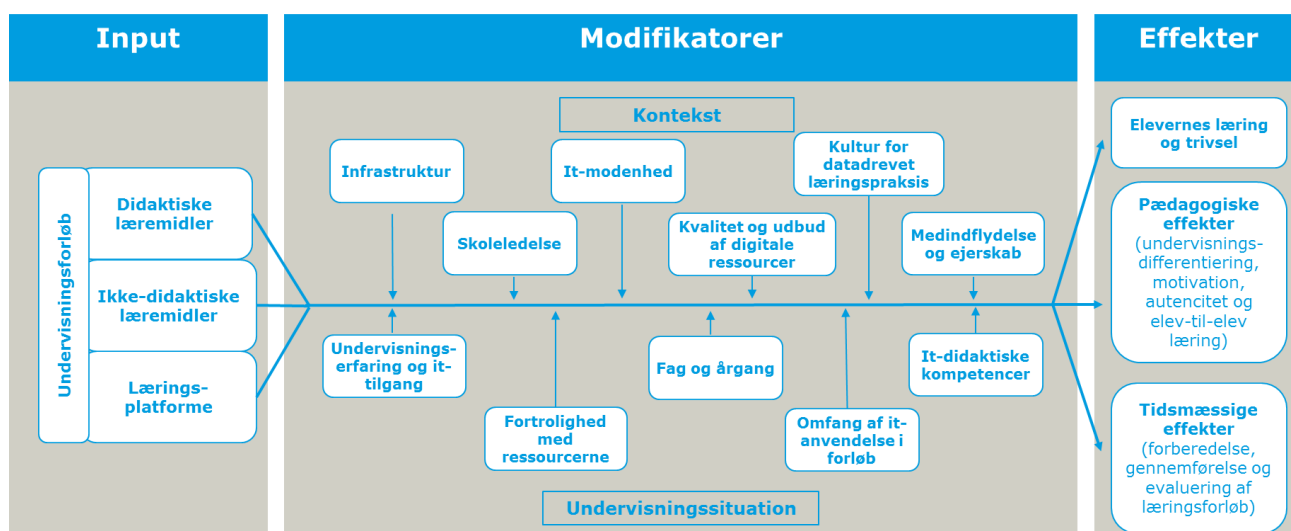 Input
Modifikatorer
Effekter
Undervisningsforløb
Didaktiske
læremidler
Ikke-didaktiske
læremidler
Lærings-
platforme
Kontekst
Infrastruktur
Skoleledelse
It-modenhed
Kvalitet og udbud
af digitale
ressourcer
Kultur for
datadrevet
læringspraksis
Medindflydelse
og ejerskab
Undervisnings-
erfaring og it-
tilgang
Fortrolighed
med
ressourcerne
Fag og årgang
Omfang af it-
anvendelse i
forløb
It-didaktiske
kompetencer
Undervisningssituation
Elevernes læring
og trivsel
Pædagogiske
effekter
(undervisnings-
differentiering,
motivation,
autencitet og
elev-til-elev
læring)
Tidsmæssige
effekter
(forberedelse,
gennemførelse og
evaluering af
læringsforløb)